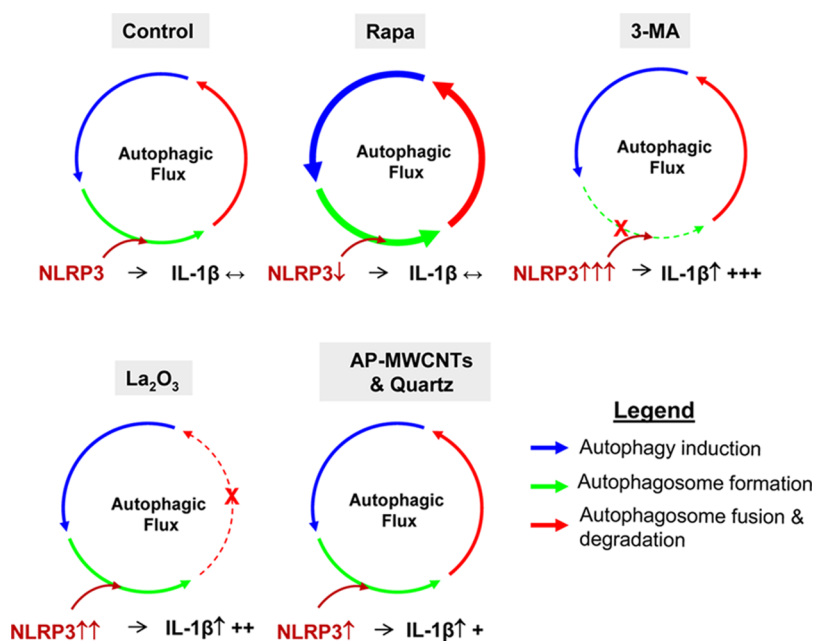 Control
Autophagic
Flux
NLRP3 → IL-1β ↔
Rapa
Autophagic
Flux
NLRP3↓ → IL-1β ↔
3-MA
Autophagic
Flux
X
NLRP3↑↑↑ → IL-1β↑ +++
La₂O₃
Autophagic
Flux
X
NLRP3↑↑ → IL-1β↑ ++
AP-MWCNTs
& Quartz
Autophagic
Flux
NLRP3↑ → IL-1β↑ +
Legend
Autophagy induction
Autophagosome formation
Autophagosome fusion &
degradation